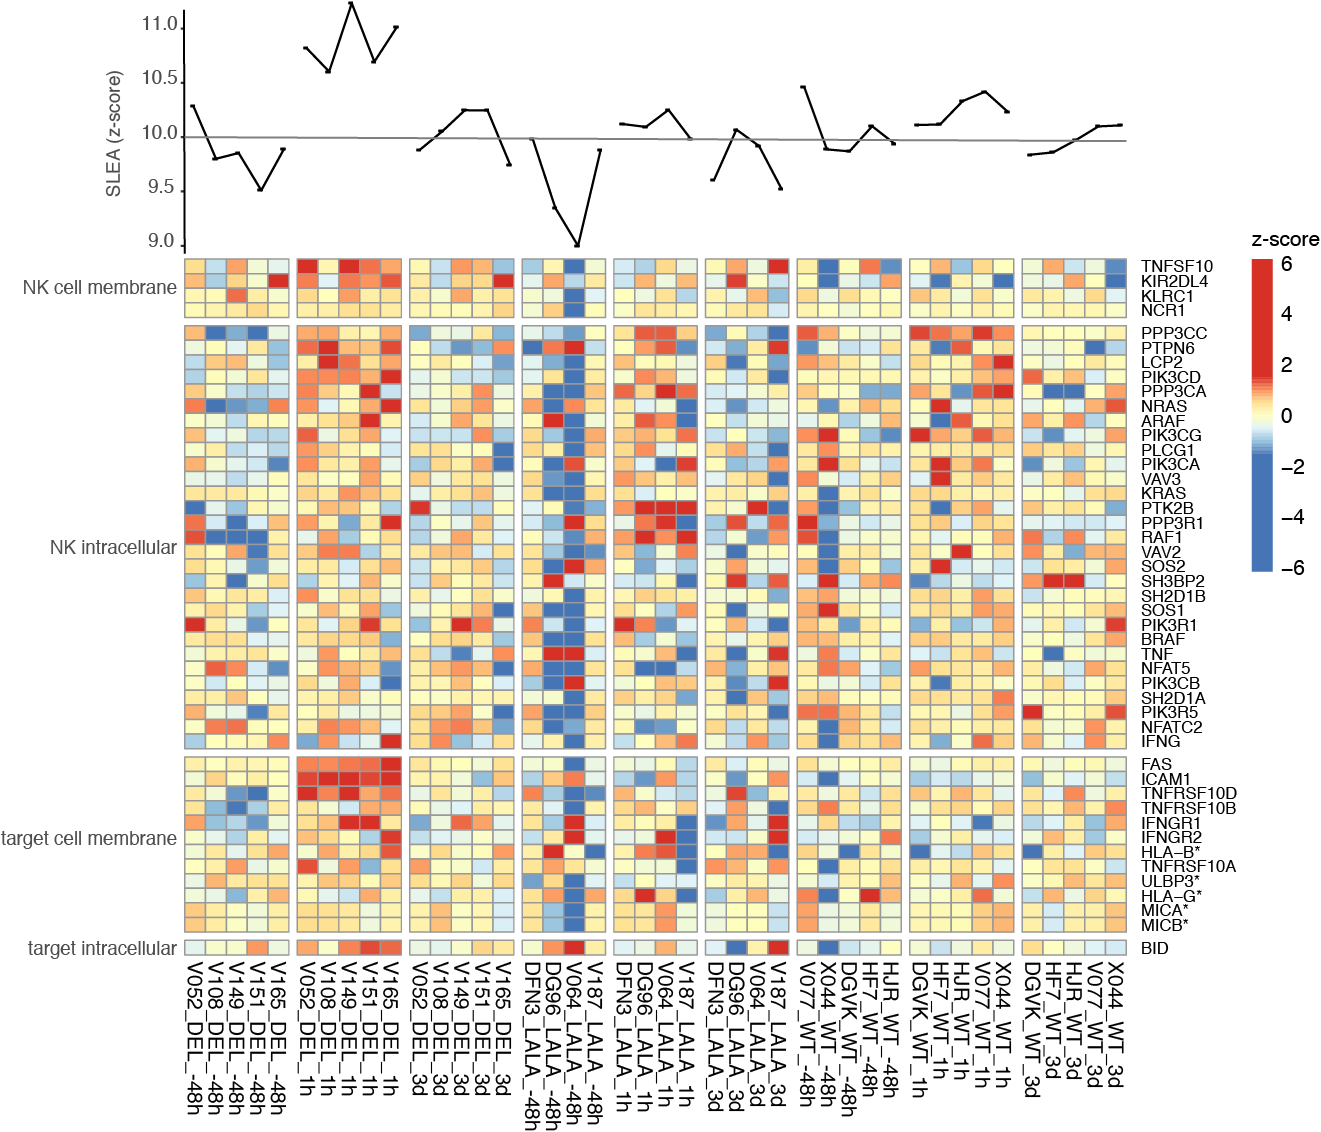 11.0
10.5
10.0
9.5
9.0
SLEA (z-score)
z-score
6
4
2
0
−2
−4
−6
NK cell membrane
TNFSF10
KIR2DL4
KLRC1
NCR1
NK intracellular
PPP3CC
PTPN6
LCP2
PIK3CD
PPP3CA
NRAS
ARAF
PIK3CG
PLCG1
PIK3CA
VAV3
KRAS
PTK2B
PPP3R1
RAF1
VAV2
SOS2
SH3BP2
SH2D1B
SOS1
PIK3R1
BRAF
TNF
NFAT5
PIK3CB
SH2D1A
PIK3R5
NFATC2
IFNG
target cell membrane
FAS
ICAM1
TNFRSF10D
TNFRSF10B
IFNGR1
IFNGR2
HLA−B*
TNFRSF10A
ULBP3*
HLA−G*
MICA*
MICB*
target intracellular
BID
V052_DEL_-48h
V108_DEL_-48h
V149_DEL_-48h
V151_DEL_-48h
V165_DEL_-48h
V052_DEL_1h
V108_DEL_1h
V149_DEL_1h
V151_DEL_1h
V165_DEL_1h
V052_DEL_3d
V108_DEL_3d
V149_DEL_3d
V151_DEL_3d
V165_DEL_3d
DFN3_LALA_-48h
DG96_LALA_-48h
V064_LALA_-48h
V187_LALA_-48h
DFN3_LALA_1h
DG96_LALA_1h
V064_LALA_1h
V187_LALA_1h
DFN3_LALA_3d
DG96_LALA_3d
V064_LALA_3d
V187_LALA_3d
V077_WT_-48h
X044_WT_-48h
DGVK_WT_-48h
HF7_WT_-48h
HJR_WT_-48h
DGVK_WT_1h
HF7_WT_1h
HJR_WT_1h
V077_WT_1h
X044_WT_1h
DGVK_WT_3d
HF7_WT_3d
HJR_WT_3d
V077_WT_3d
X044_WT_3d